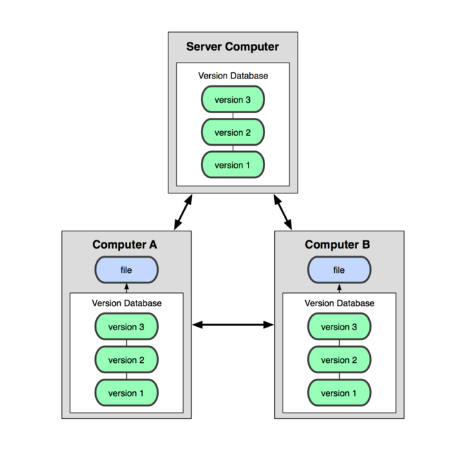 Server Computer
Version Database
version 3
version 2
version 1
Computer A
file
Version Database
version 3
version 2
version 1
Computer B
file
Version Database
version 3
version 2
version 1